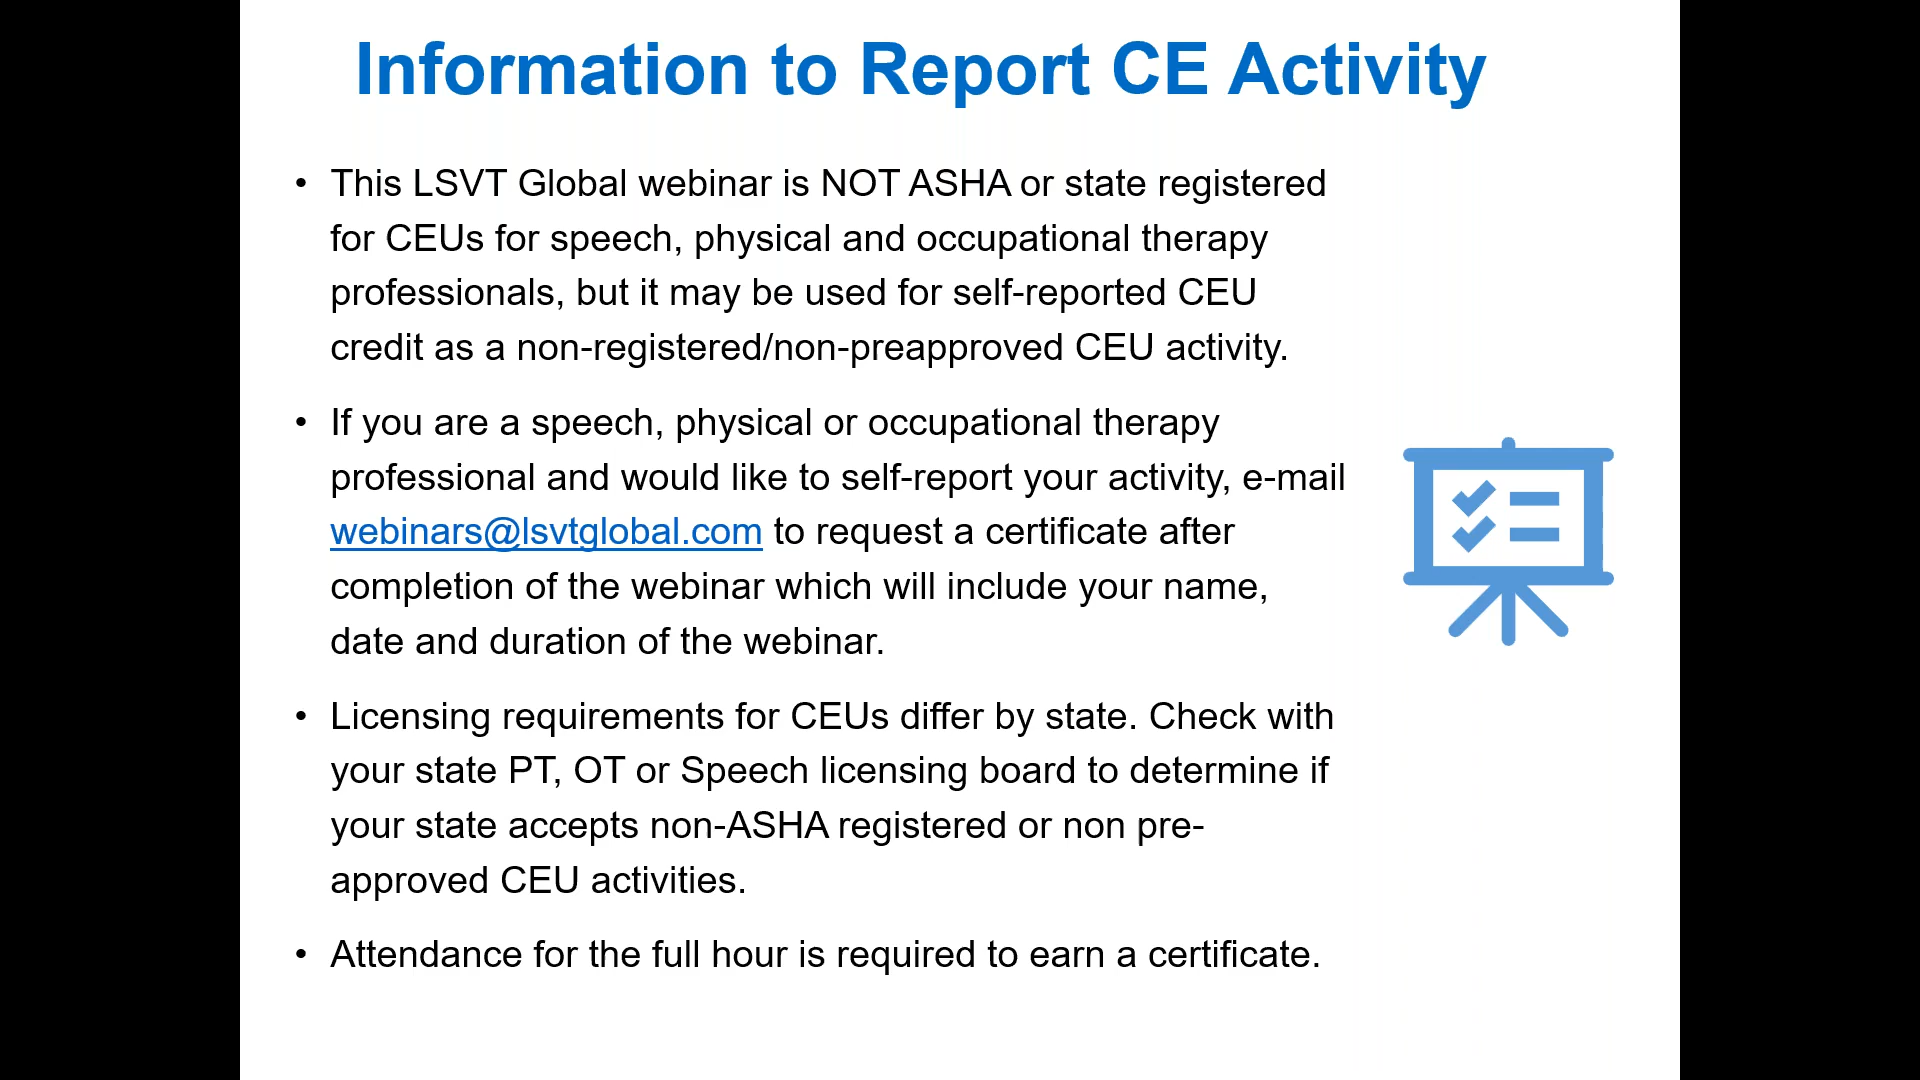 Information to Report CE Activity
• This LSVT Global webinar is NOT ASHA or state registered
for CEUs for speech, physical and occupational therapy
professionals, but it may be used for self-reported CEU
credit as a non-registered/non-preapproved CEU activity.
• If you are a speech, physical or occupational therapy
professional and would like to self-report your activity, e-mail
webinars@lsvtglobal.com to request a certificate after
completion of the webinar which will include your name,
date and duration of the webinar.
• Licensing requirements for CEUs differ by state. Check with
your state PT, OT or Speech licensing board to determine if
your state accepts non-ASHA registered or non pre-
approved CEU activities.
• Attendance for the full hour is required to earn a certificate.